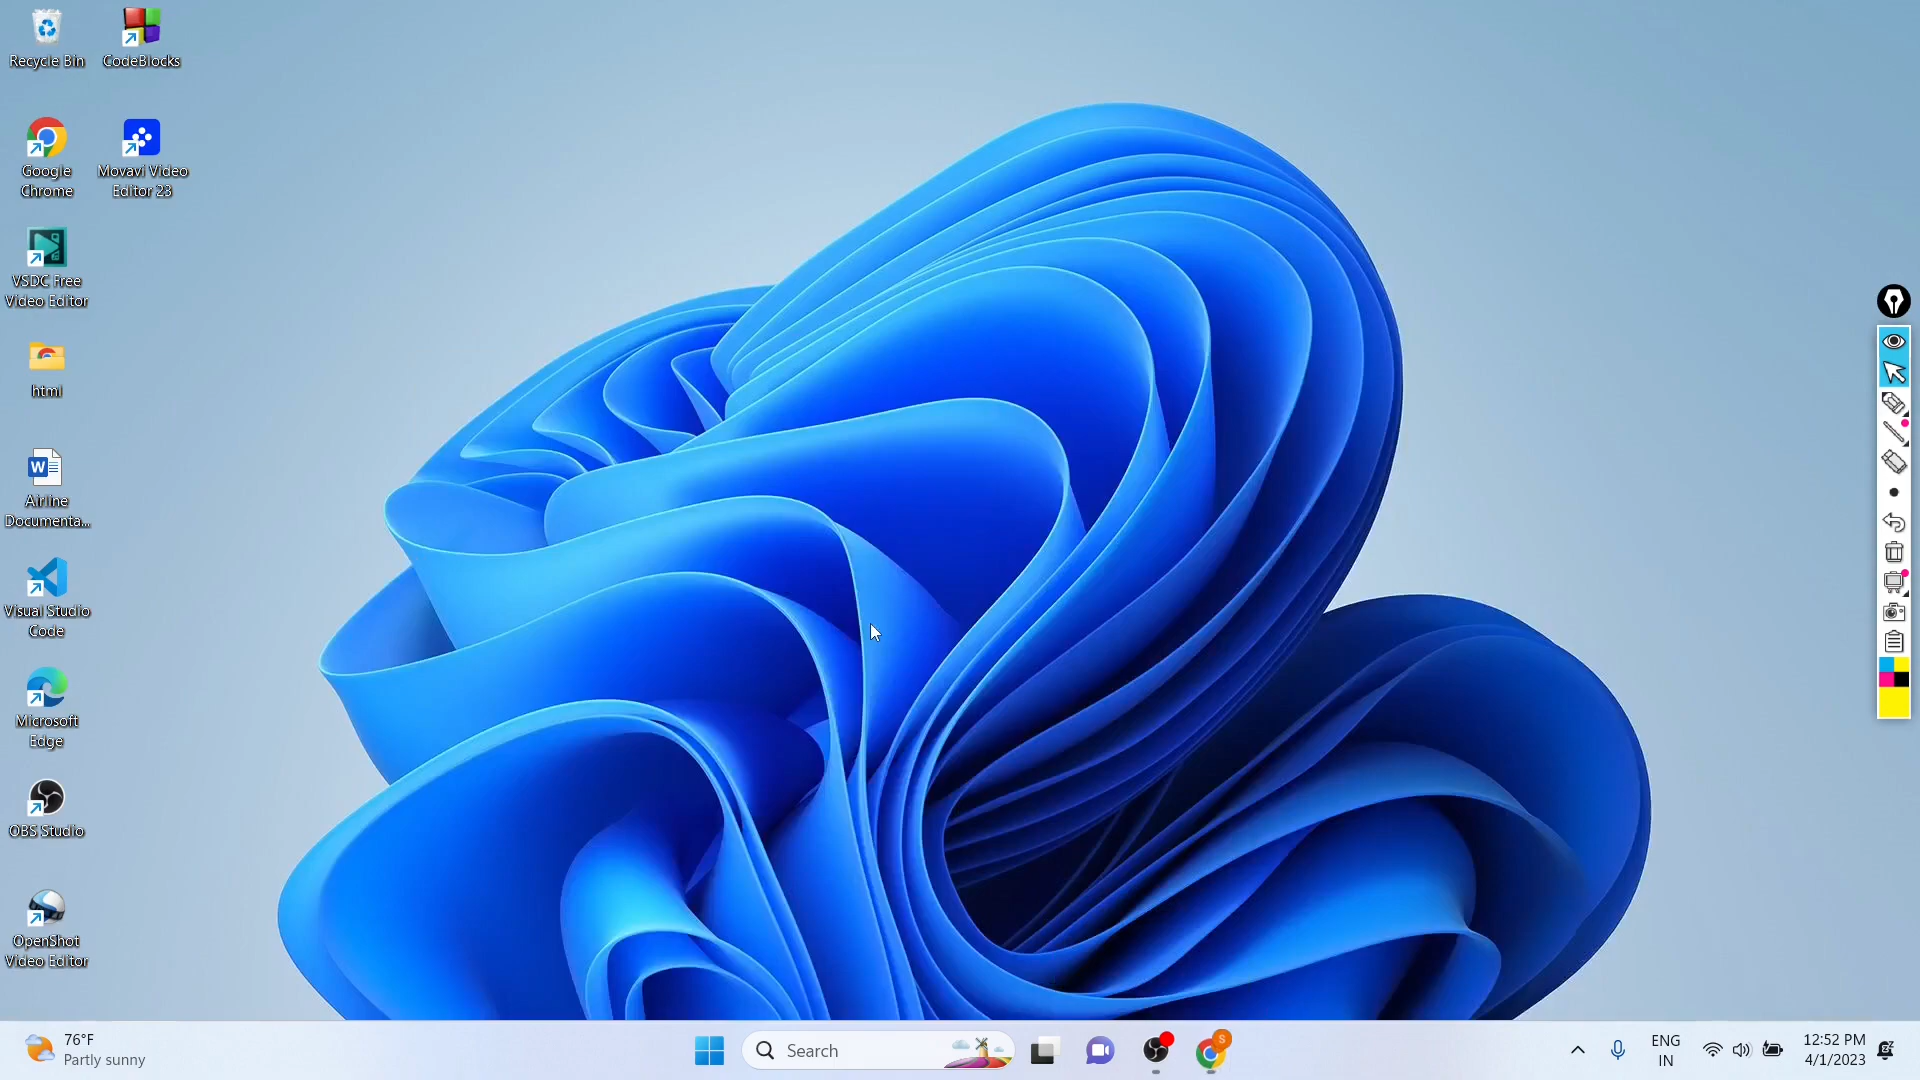 Recycle Bin
CodeBlocks
Google
Chrome
Movavi Video
Editor 23
VSDC Free
Video Editor
html
Airline
Documenta...
Visual Studio
Code
Microsoft
Edge
OBS Studio
OpenShot
Video Editor
76°F
Partly sunny
Search
S
ENG
IN
12:52 PM
4/1/2023